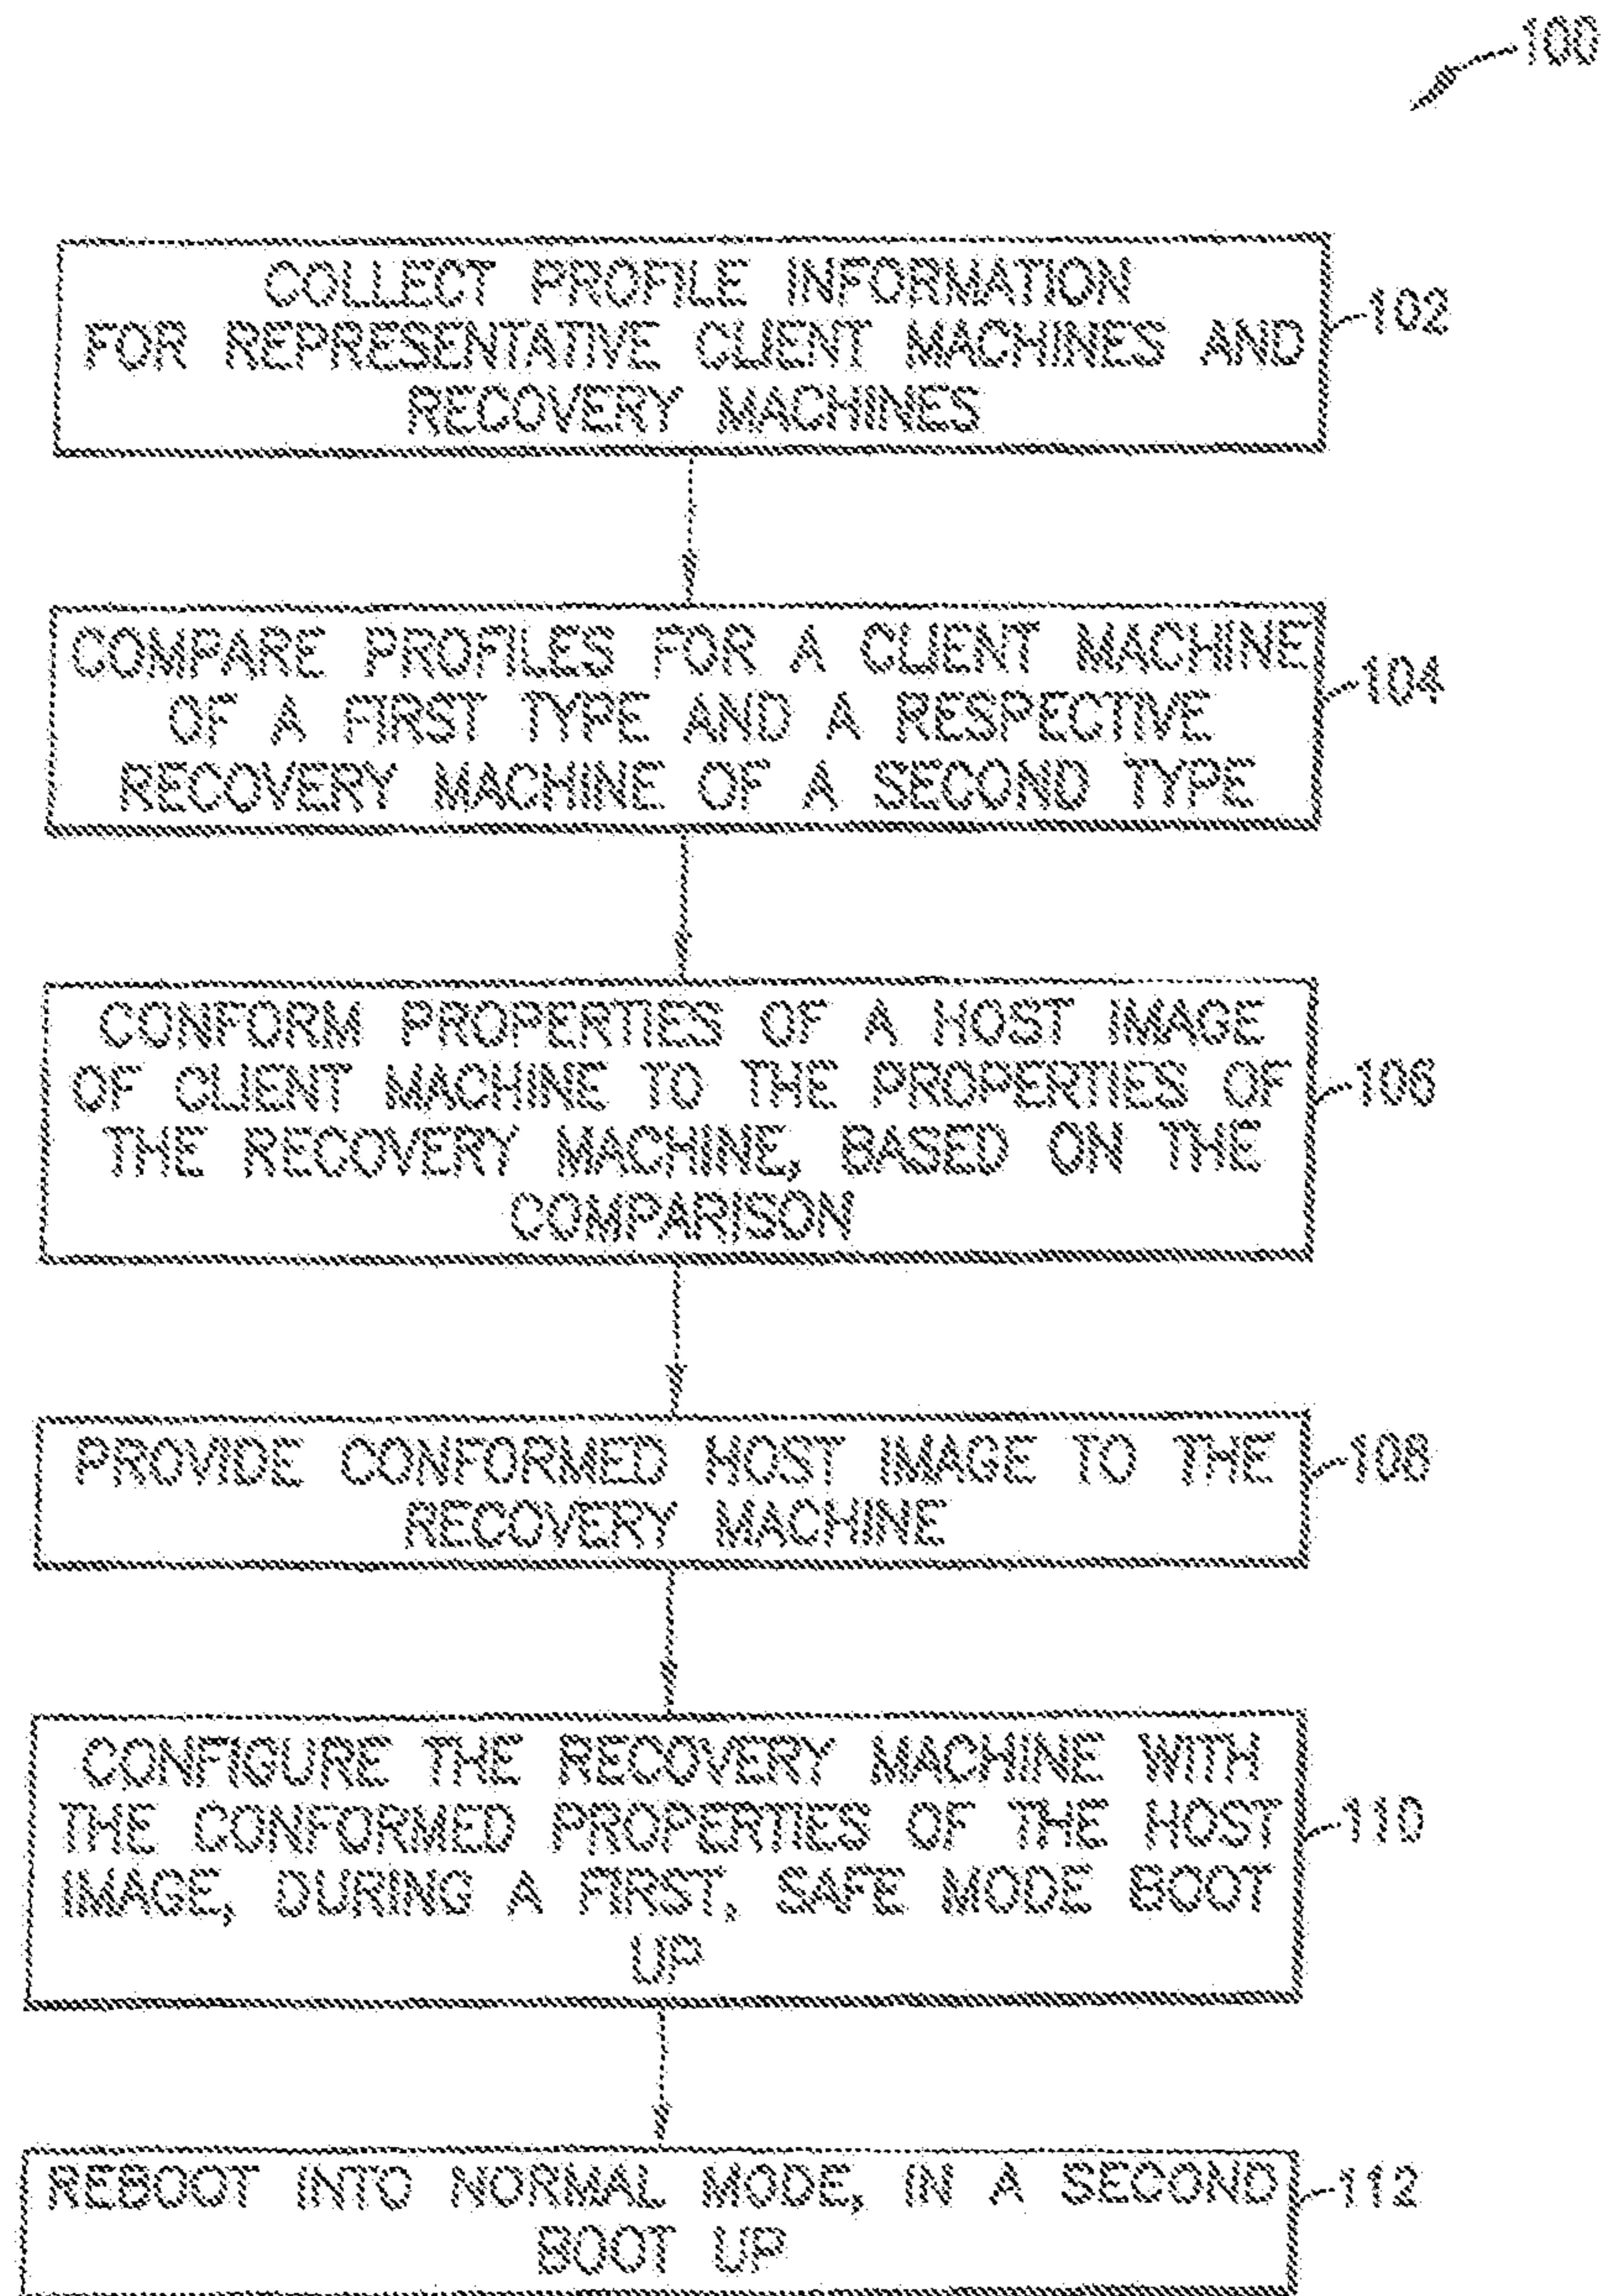 100
COLLECT PROFILE INFORMATION
FOR REPRESENTATIVE CLIENT MACHINES AND
RECOVERY MACHINES
102
COMPARE PROFILES FOR A CLIENT MACHINE
OF A FIRST TYPE AND A RESPECTIVE
RECOVERY MACHINE OF A SECOND TYPE
104
CONFORM PROPERTIES OF A HOST IMAGE
OF CLIENT MACHINE TO THE PROPERTIES OF
THE RECOVERY MACHINE, BASED ON THE
COMPARISON
106
PROVIDE CONFORMED HOST IMAGE TO THE
RECOVERY MACHINE
108
CONFIGURE THE RECOVERY MACHINE WITH
THE CONFORMED PROPERTIES OF THE HOST
IMAGE, DURING A FIRST, SAFE MODE BOOT
UP
110
REBOOT INTO NORMAL MODE, IN A SECOND
BOOT UP
112